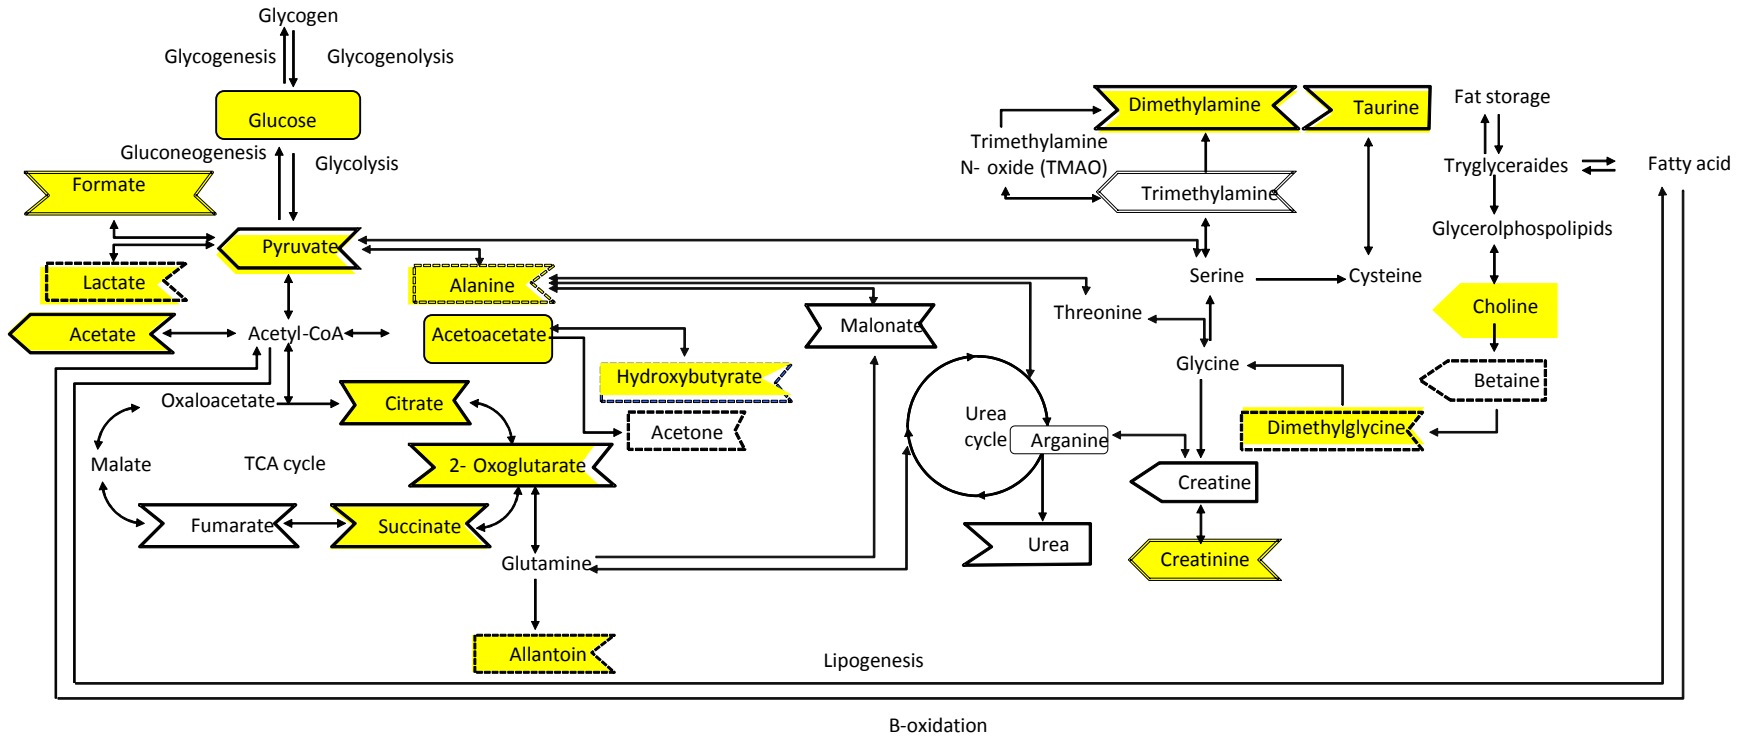 Glycogen
Glycogenesis
Glycogenolysis
Glucose
Gluconeogenesis
Glycolysis
Formate
Pyruvate
Lactate
Alanine
Acetate
Acetyl-CoA
Acetoacetate
Hydroxybutyrate
Acetone
Oxaloacetate
Citrate
Malate
TCA cycle
2- Oxoglutarate
Fumarate
Succinate
Glutamine
Allantoin
Malonate
Urea
cycle
Arganine
Urea
Dimethylamine
Taurine
Trimethylamine
N- oxide (TMAO)
Trimethylamine
Serine
Cysteine
Threonine
Glycine
Creatine
Creatinine
Fat storage
Tryglyceraides
Fatty acid
Glycerolphospolipids
Choline
Betaine
Dimethylglycine
Lipogenesis
B-oxidation